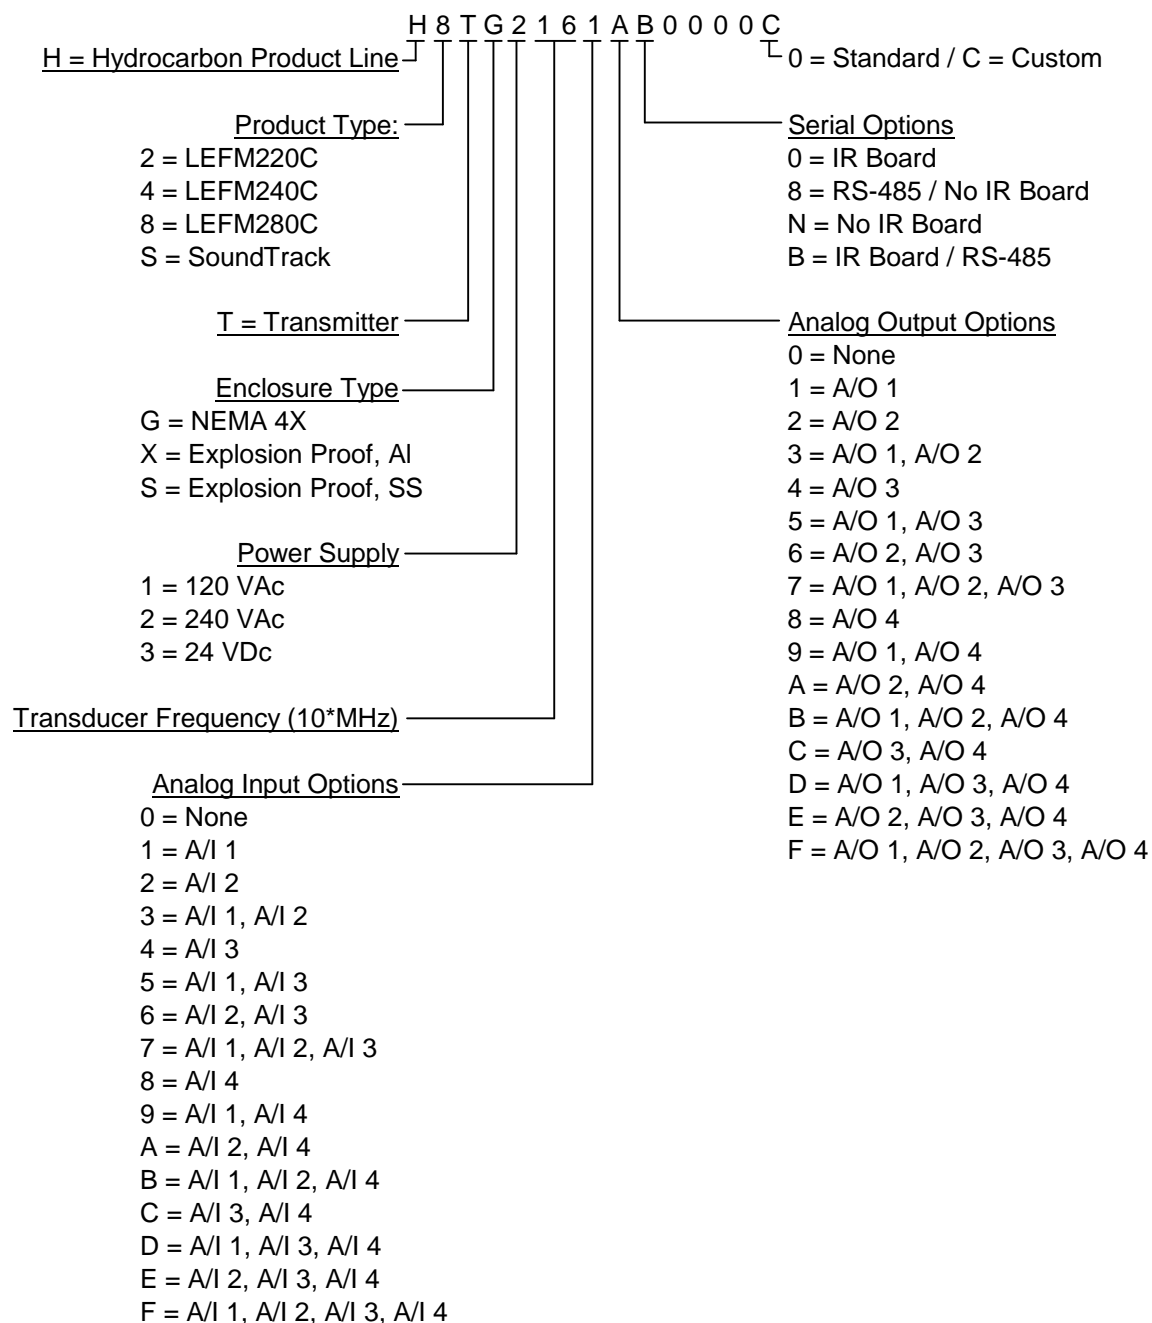 H 8 T G 2 1 6 1 A B 0 0 0 0 C
H = Hydrocarbon Product Line
0 = Standard / C = Custom
Product Type:
2 = LEFM220C
4 = LEFM240C
8 = LEFM280C
S = SoundTrack
T = Transmitter
Enclosure Type
G = NEMA 4X
X = Explosion Proof, Al
S = Explosion Proof, SS
Power Supply
1 = 120 VAc
2 = 240 VAc
3 = 24 VDc
Transducer Frequency (10*MHz)
Analog Input Options
0 = None
1 = A/I 1
2 = A/I 2
3 = A/I 1, A/I 2
4 = A/I 3
5 = A/I 1, A/I 3
6 = A/I 2, A/I 3
7 = A/I 1, A/I 2, A/I 3
8 = A/I 4
9 = A/I 1, A/I 4
A = A/I 2, A/I 4
B = A/I 1, A/I 2, A/I 4
C = A/I 3, A/I 4
D = A/I 1, A/I 3, A/I 4
E = A/I 2, A/I 3, A/I 4
F = A/I 1, A/I 2, A/I 3, A/I 4
Serial Options
0 = IR Board
8 = RS-485 / No IR Board
N = No IR Board
B = IR Board / RS-485
Analog Output Options
0 = None
1 = A/O 1
2 = A/O 2
3 = A/O 1, A/O 2
4 = A/O 3
5 = A/O 1, A/O 3
6 = A/O 2, A/O 3
7 = A/O 1, A/O 2, A/O 3
8 = A/O 4
9 = A/O 1, A/O 4
A = A/O 2, A/O 4
B = A/O 1, A/O 2, A/O 4
C = A/O 3, A/O 4
D = A/O 1, A/O 3, A/O 4
E = A/O 2, A/O 3, A/O 4
F = A/O 1, A/O 2, A/O 3, A/O 4